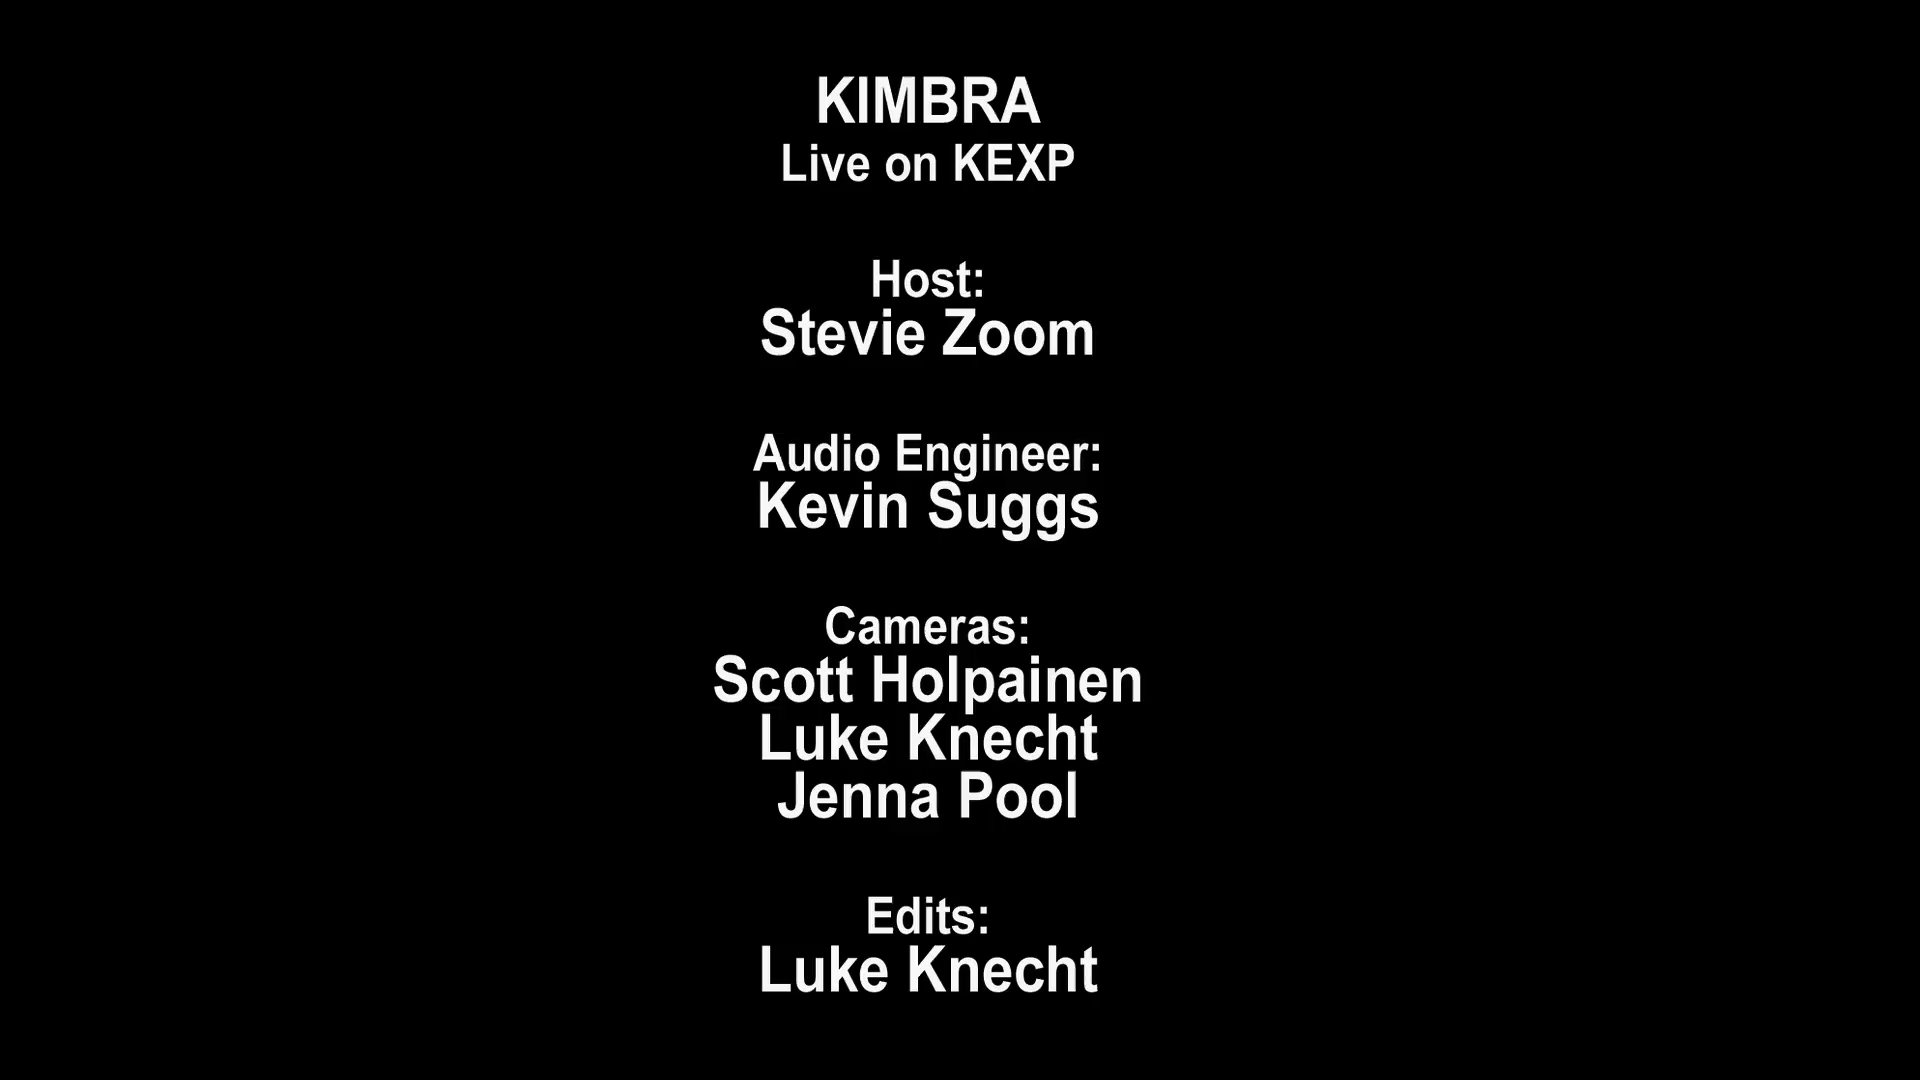 KIMBRA
Live on KEXP
Host:
Stevie Zoom
Audio Engineer:
Kevin Suggs
Cameras:
Scott Holpainen
Luke Knecht
Jenna Pool
Edits:
Luke Knecht